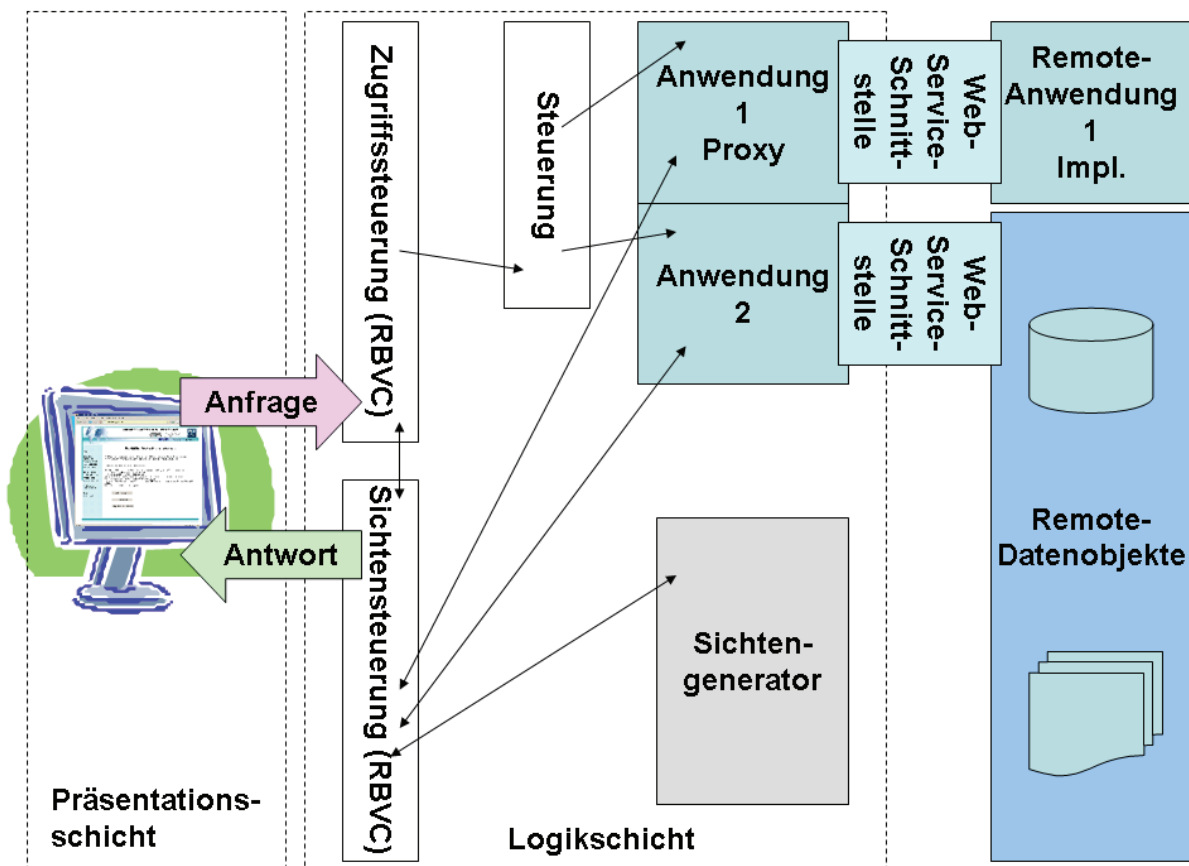 Zugriffssteuerung (RBVC)
Steuerung
Anwendung
1
Proxy
Web-
Service-
Schnitt-
stelle
Remote-
Anwendung
1
Impl.
Anwendung
2
Web-
Service-
Schnitt-
stelle
Anfrage
Antwort
Sichtensteuerung (RBVC)
Sichten-
generator
Remote-
Datenobjekte
Präsentations-
schicht
Logikschicht